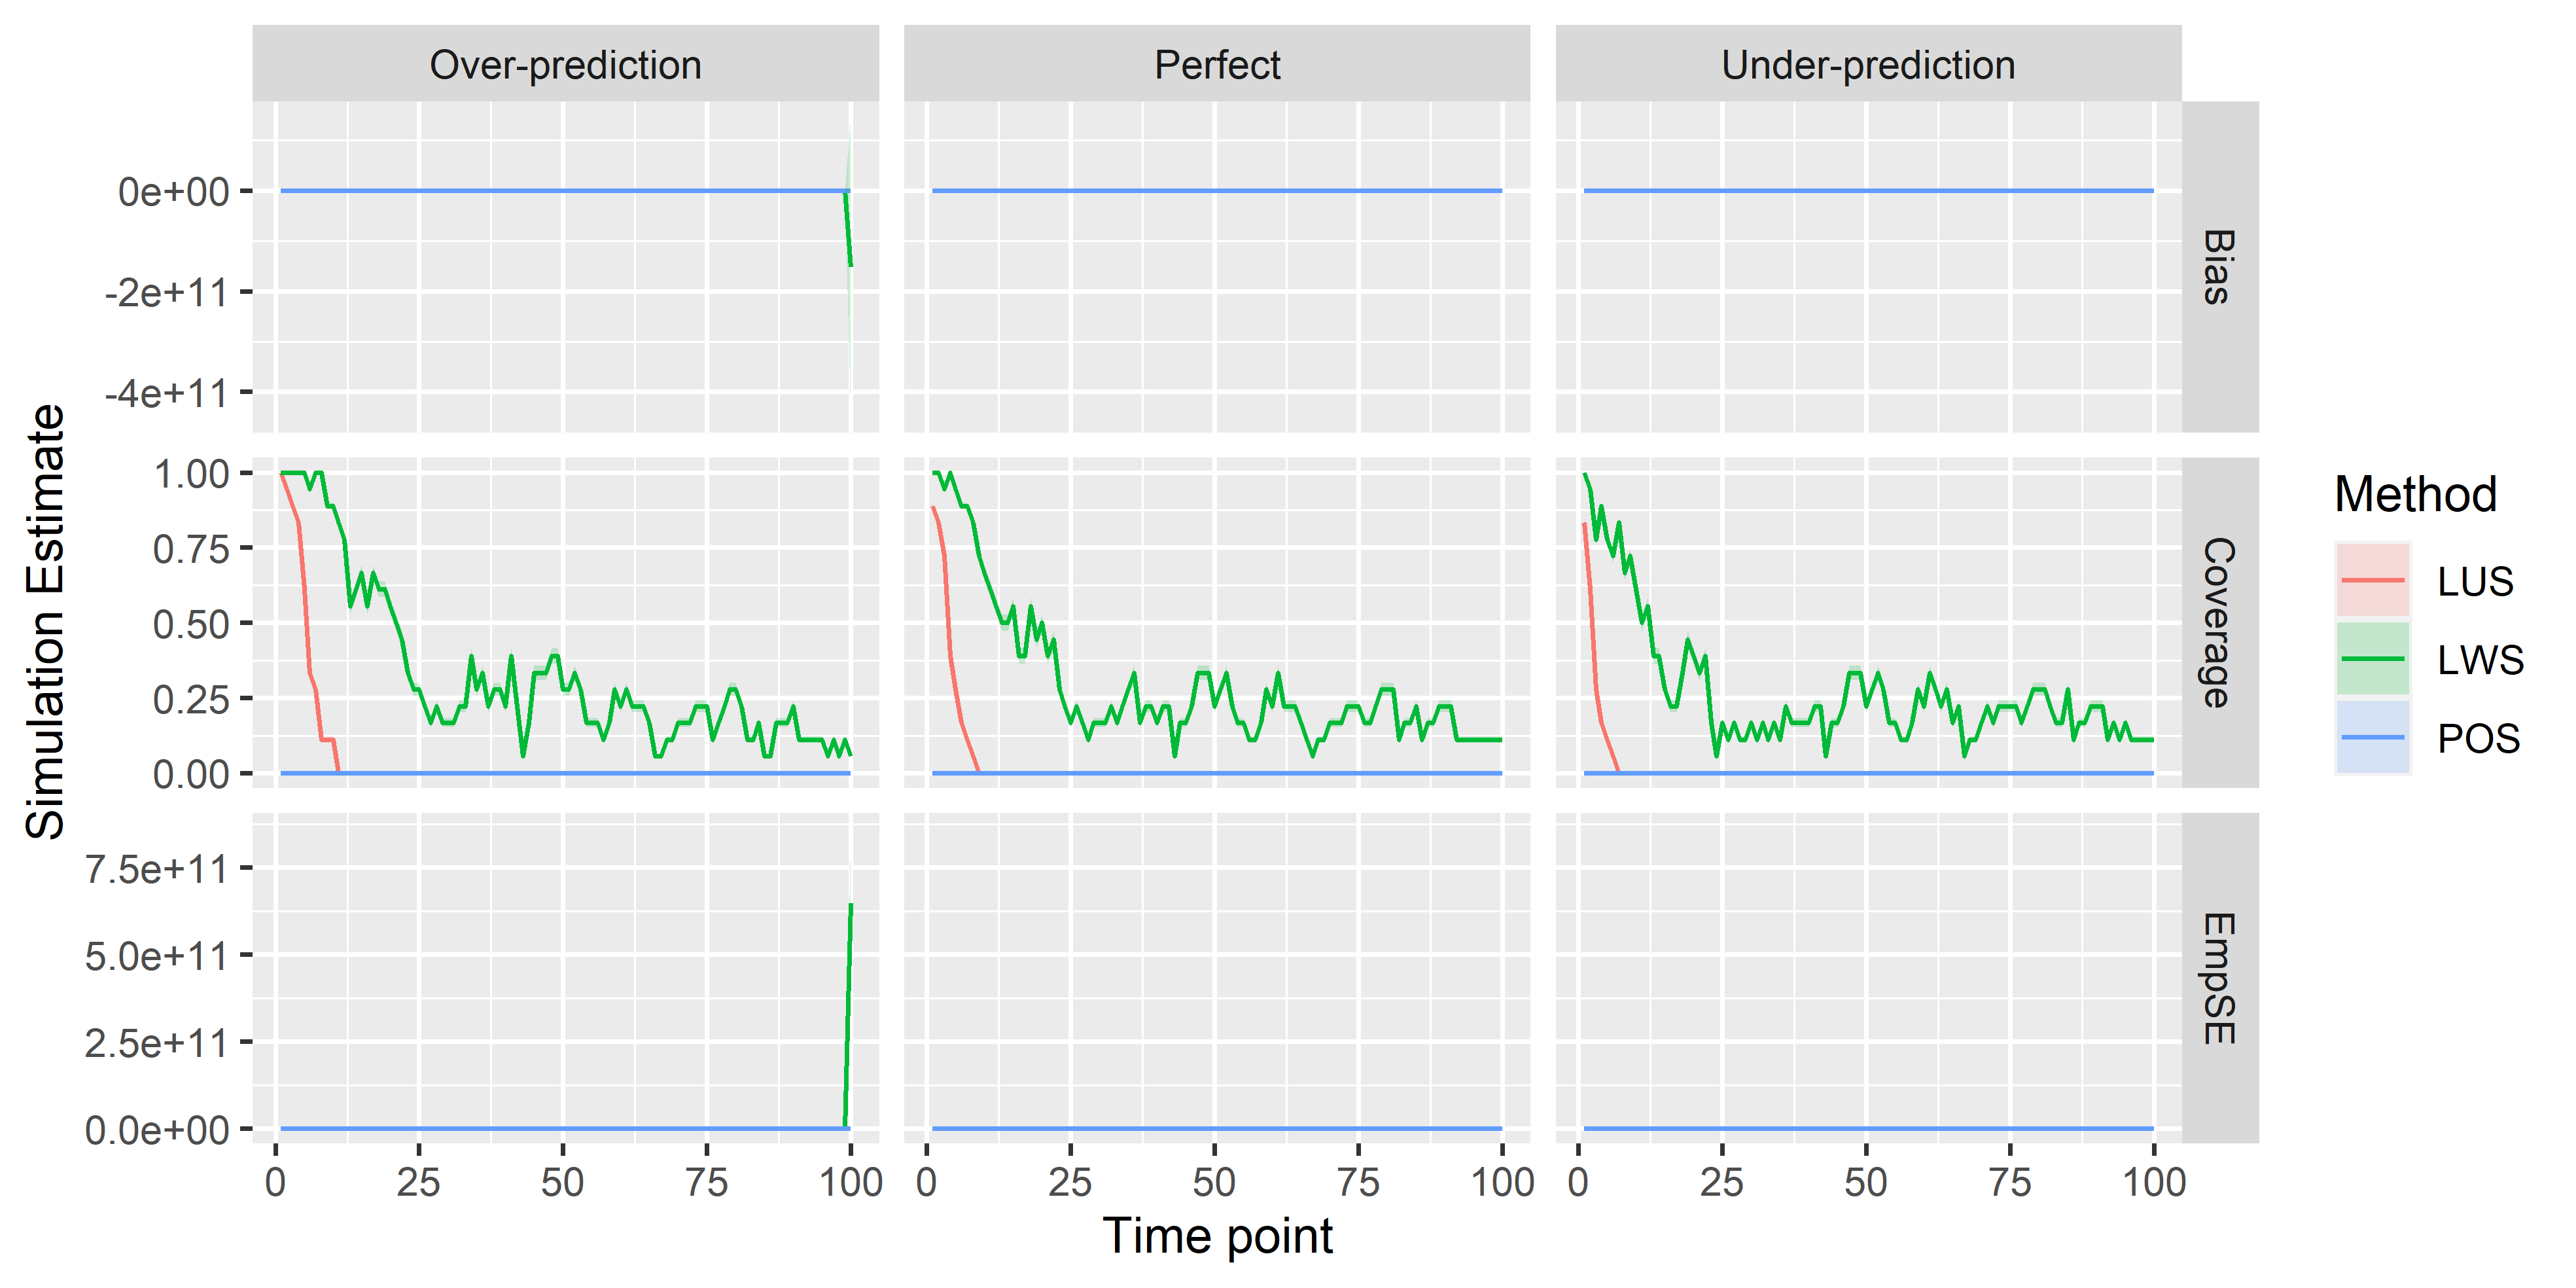 Over-prediction Perfect Under-prediction
Simulation Estimate
0e+00
-2e+11
-4e+11
Bias
1.00
0.75
0.50
0.25
0.00
Coverage
7.5e+11
5.0e+11
2.5e+11
0.0e+00
EmpSE
0 25 50 75 100 0 25 50 75 100 0 25 50 75 100
Time point
Method
LUS
LWS
POS